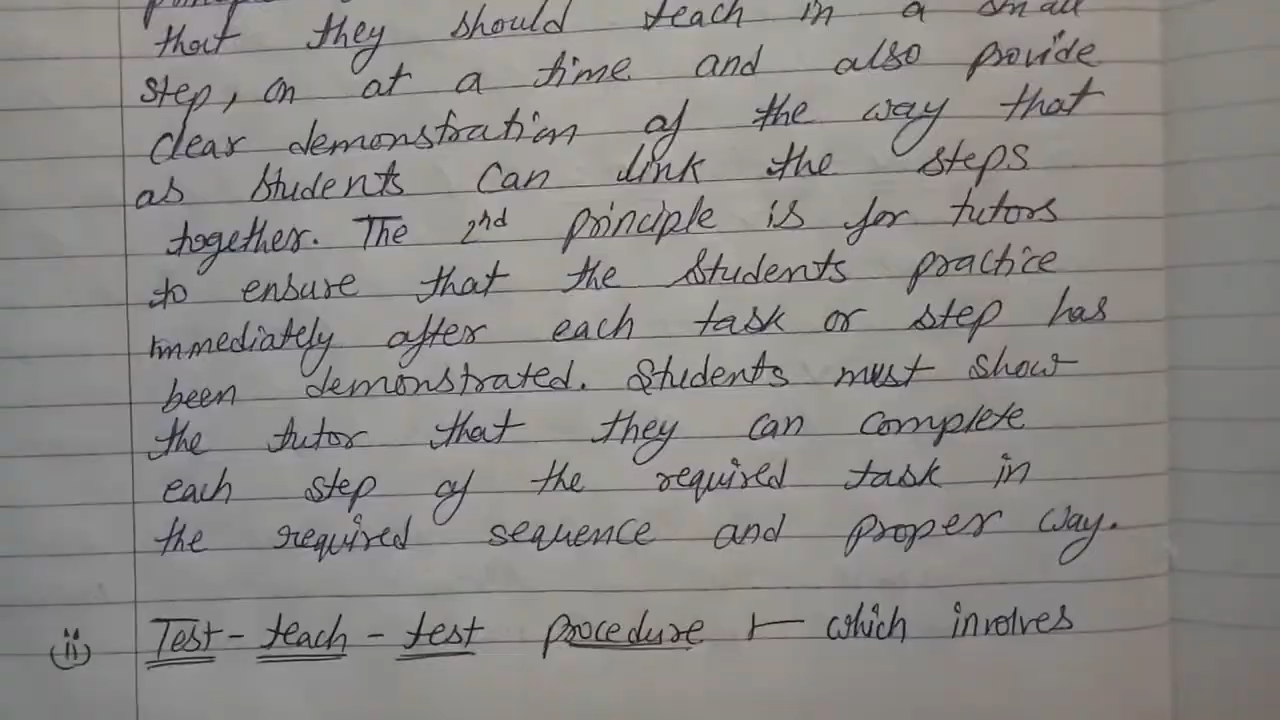 that they should teach in a small
step, on at a time and also provide
clear demonstration of the way that
as students can link the steps
together. The 2nd principle is for tutors
to ensure that the students practice
immediately after each task or step has
been demonstrated. Students must show
the tutor that they can complete
each step of the required task in
the required sequence and proper way.
(ii) Test - teach - test procedure :- which involves